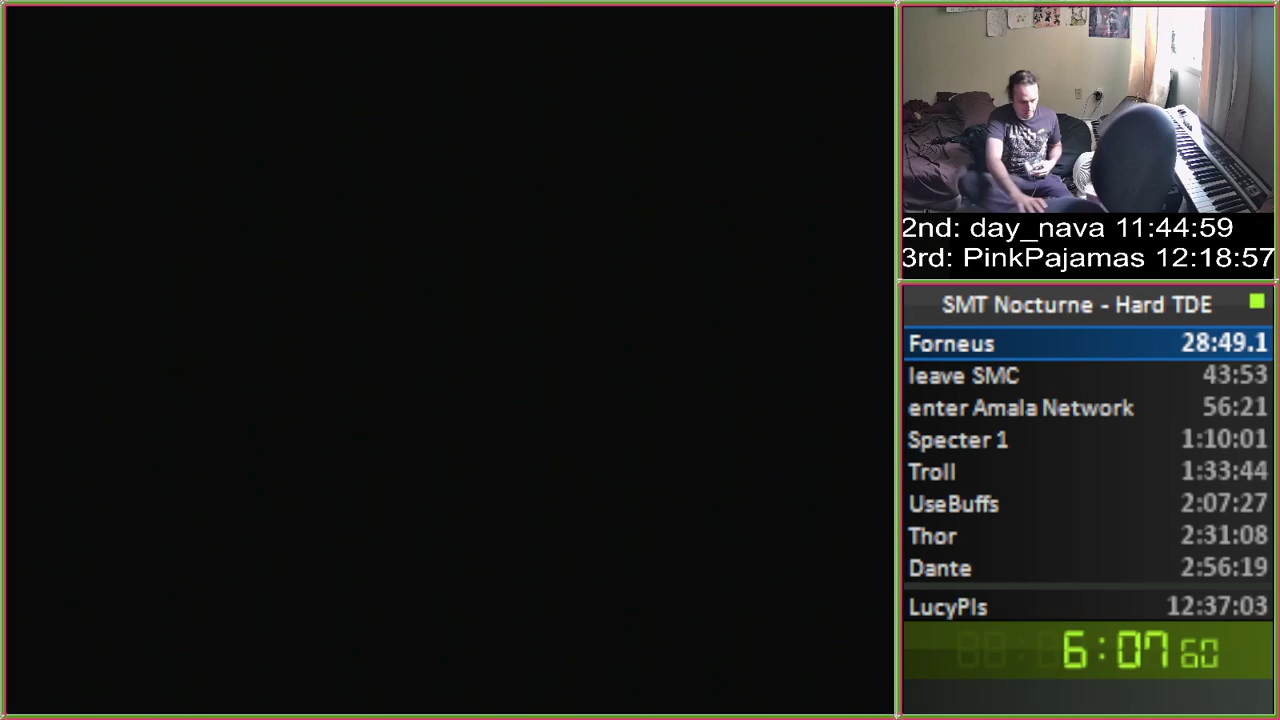 2nd: day_nava 11:44:59
3rd: PinkPajamas 12:18:57
SMT Nocturne - Hard TDE
Forneus 28:49.1
leave SMC 43:53
enter Amala Network 56:21
Specter 1 1:10:01
Troll 1:33:44
UseBuffs 2:07:27
Thor 2:31:08
Dante 2:56:19
LucyPls 12:37:03
6:07 60